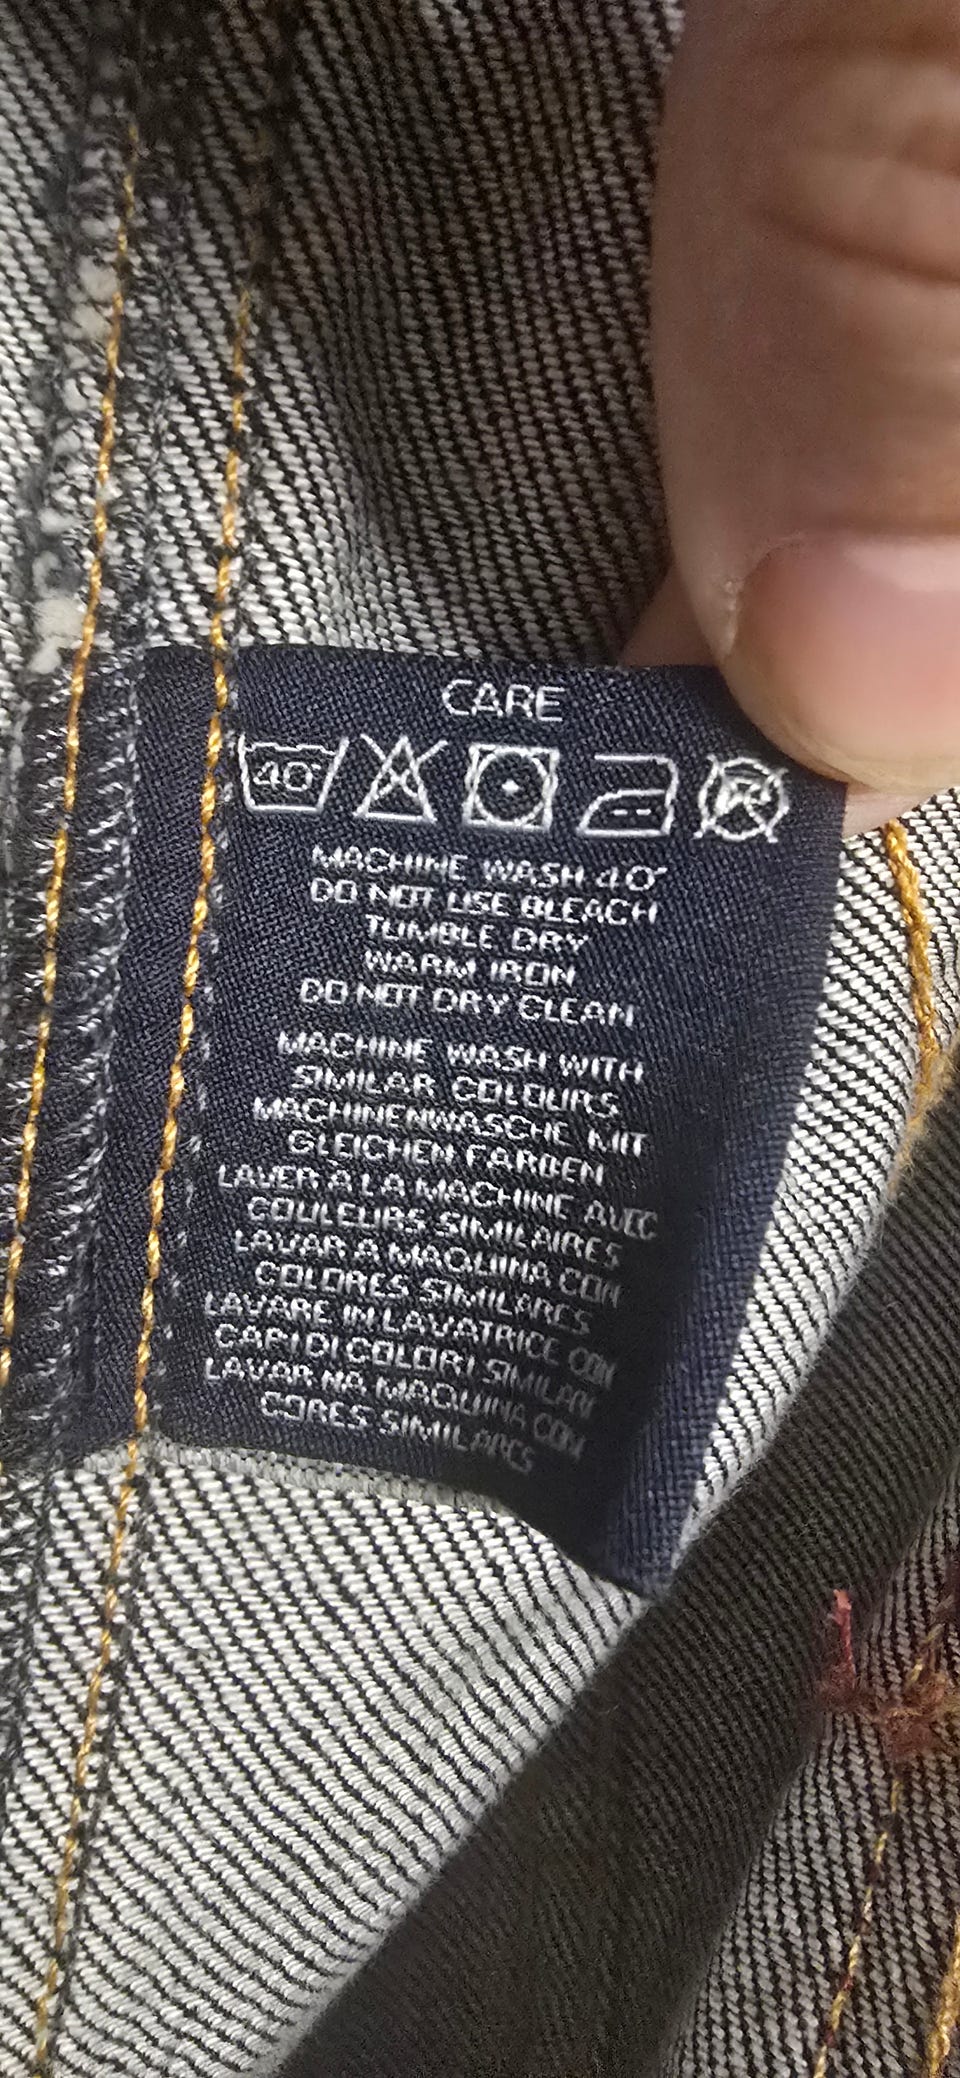 CARE
40°
MACHINE WASH 40°
DO NOT USE BLEACH
TUMBLE DRY
WARM IRON
DO NOT DRY CLEAN
MACHINE WASH WITH
SIMILAR COLOURS
MACHINENWASCHE MIT
GLEICHEN FARBEN
LAVER A LA MACHINE AVEC
COULEURS SIMILAIRES
LAVAR A MAQUINA CON
COLORES SIMILARES
LAVARE IN LAVATRICE CON
CAPI DI COLORI SIMILARI
LAVAR NA MAQUINA COM
CORES SIMILARES